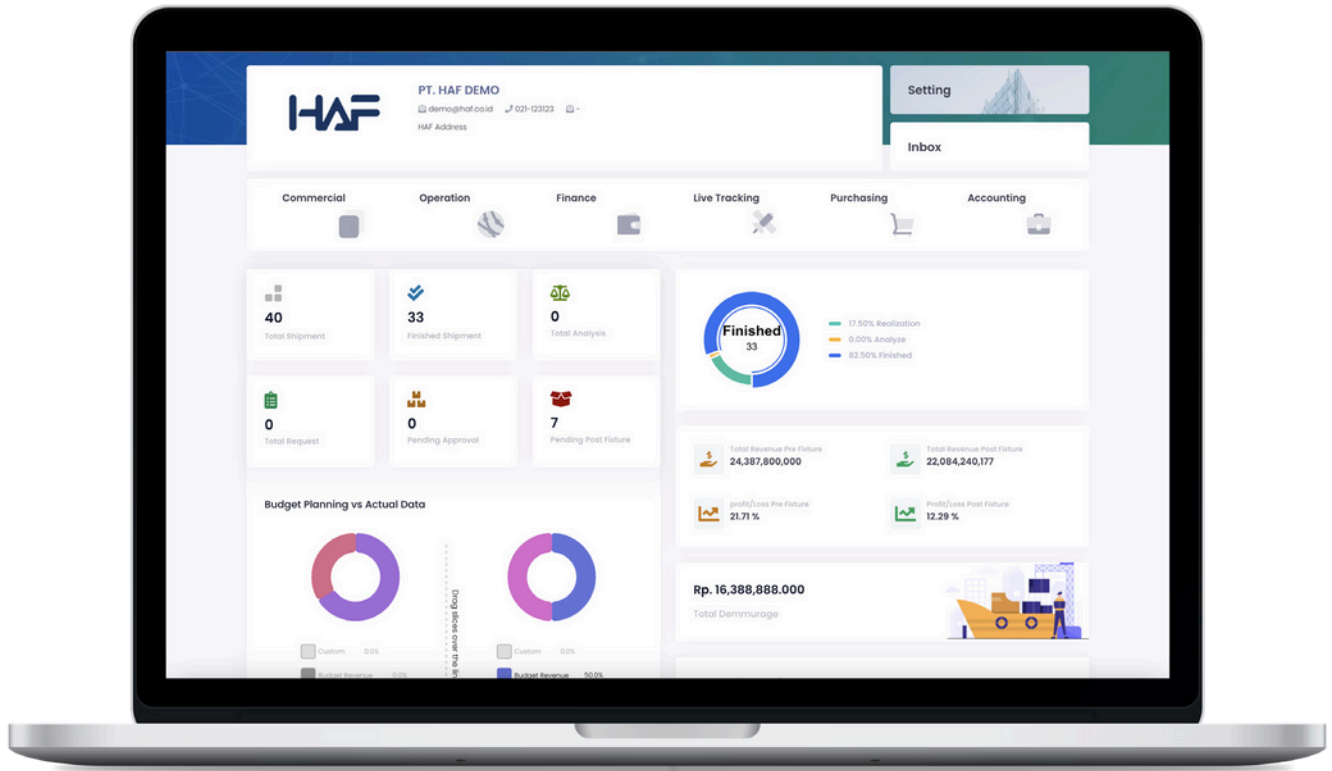 HAF
PT. HAF DEMO
demo@haf.co.id 021-123123 -
HAF Address
Setting
Inbox
Commercial
Operation
Finance
Live Tracking
Purchasing
Accounting
40
Total Shipment
33
Finished Shipment
0
Total Analysis
0
Total Request
0
Pending Approval
7
Pending Post Fixture
Finished
33
17.50% Realization
0.00% Analyze
82.50% Finished
Total Revenue Pre Fixture
24,387,800,000
Total Revenue Post Fixture
22,084,240,177
profit/Loss Pre Fixture
21.71 %
Profit/Loss Post Fixture
12.29 %
Budget Planning vs Actual Data
Drag slices over the lin
Custom 0.0%
Budget Revenue 0.0%
Custom 0.0%
Budget Revenue 50.0%
Rp. 16,388,888.000
Total Demmurage